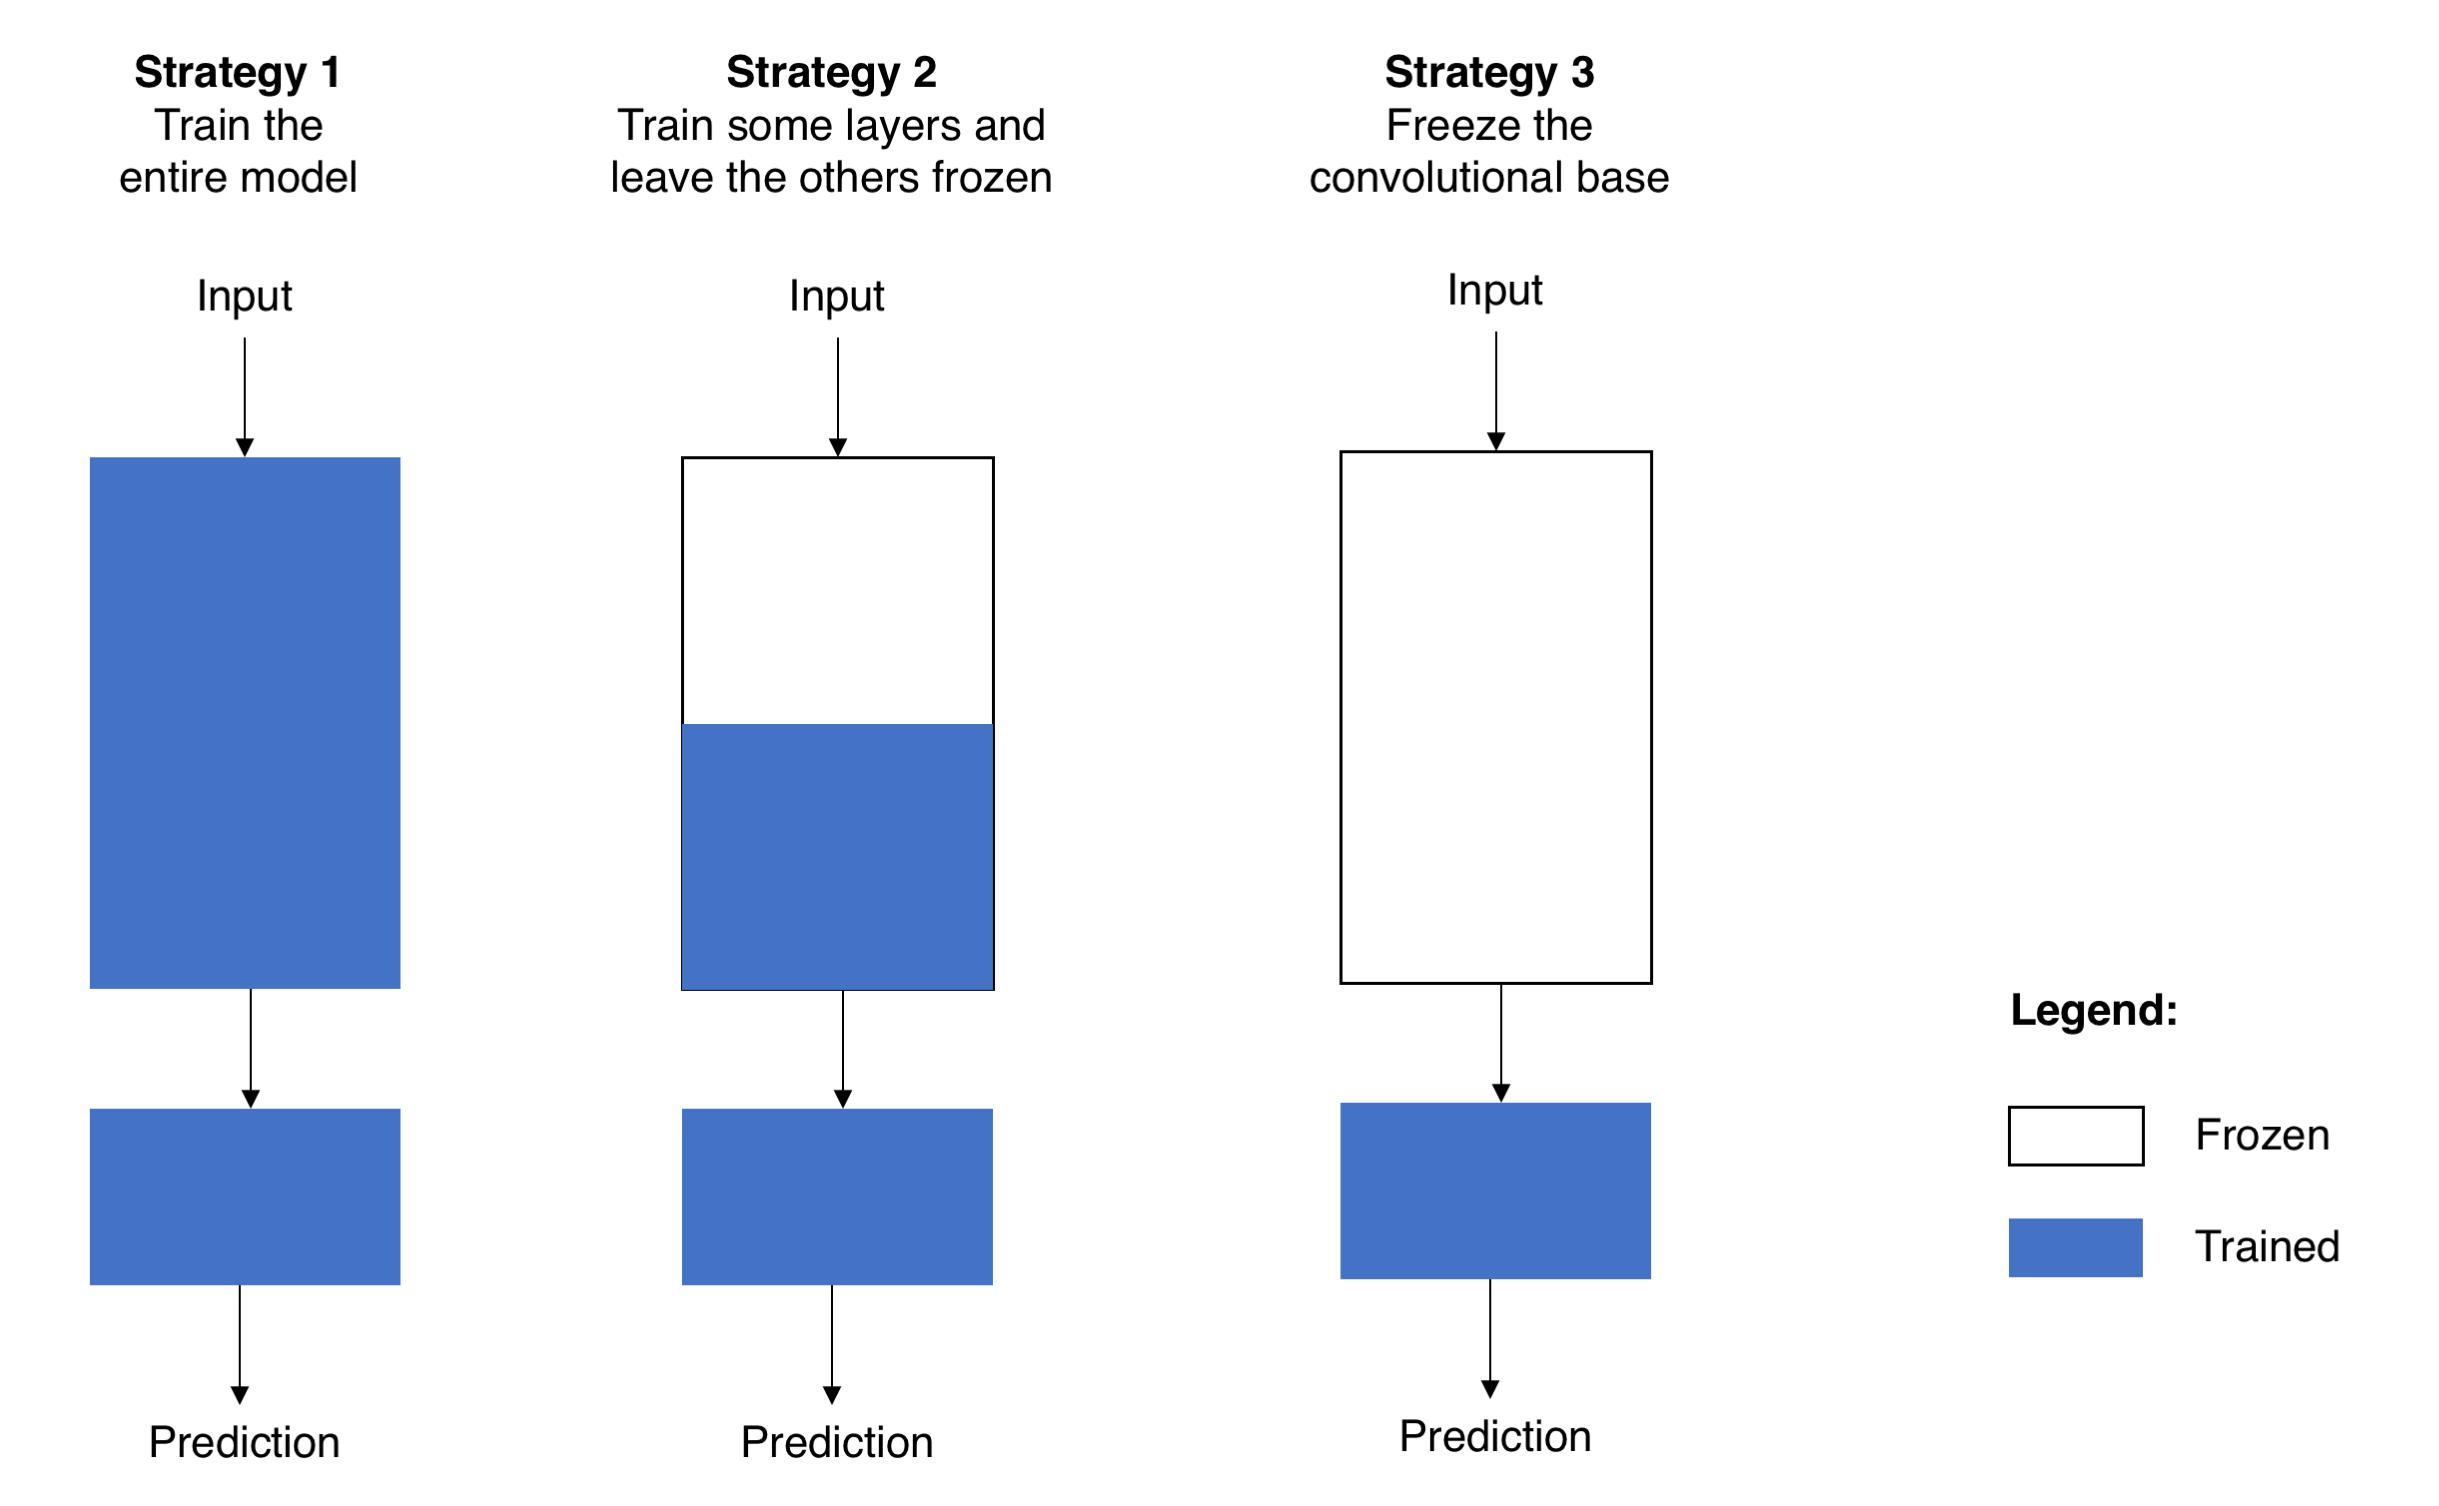 Strategy 1
Train the
entire model
Input
Prediction
Strategy 2
Train some layers and
leave the others frozen
Input
Prediction
Strategy 3
Freeze the
convolutional base
Input
Prediction
Legend:
Frozen
Trained